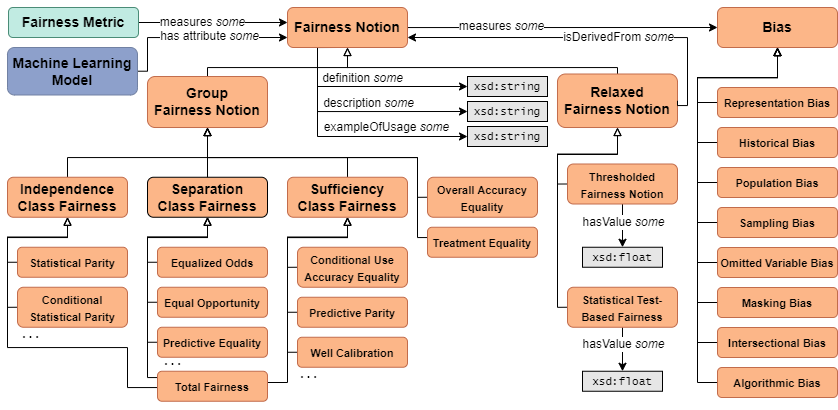 Fairness Metric
measures some
has attribute some
Machine Learning
Model
Fairness Notion
measures some
isDerivedFrom some
Bias
definition some
xsd:string
description some
xsd:string
exampleOfUsage some
xsd:string
Group
Fairness Notion
Relaxed
Fairness Notion
Independence
Class Fairness
Separation
Class Fairness
Sufficiency
Class Fairness
Overall Accuracy
Equality
Treatment Equality
Statistical Parity
Conditional
Statistical Parity
...
Equalized Odds
Equal Opportunity
Predictive Equality
...
Total Fairness
Conditional Use
Accuracy Equality
Predictive Parity
Well Calibration
...
Thresholded
Fairness Notion
hasValue some
xsd:float
Statistical Test-
Based Fairness
hasValue some
xsd:float
Representation Bias
Historical Bias
Population Bias
Sampling Bias
Omitted Variable Bias
Masking Bias
Intersectional Bias
Algorithmic Bias